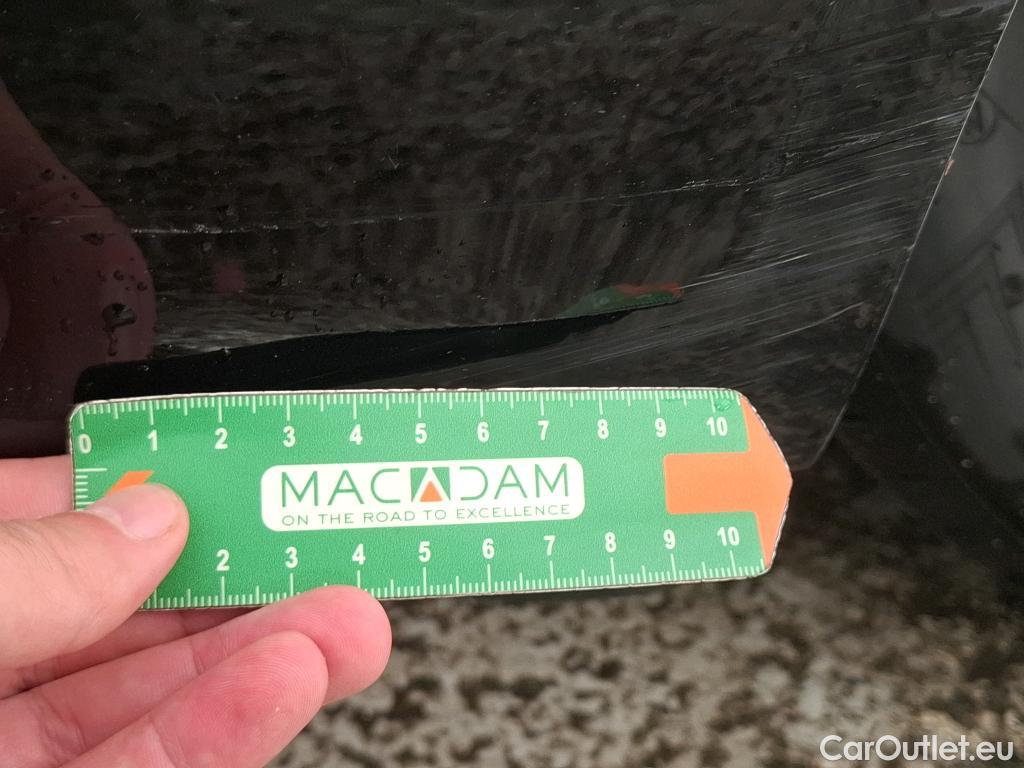 0 1 2 3 4 5 6 7 8 9 10
MACADAM
ON THE ROAD TO EXCELLENCE
2 3 4 5 6 7 8 9 10
CarOutlet.eu